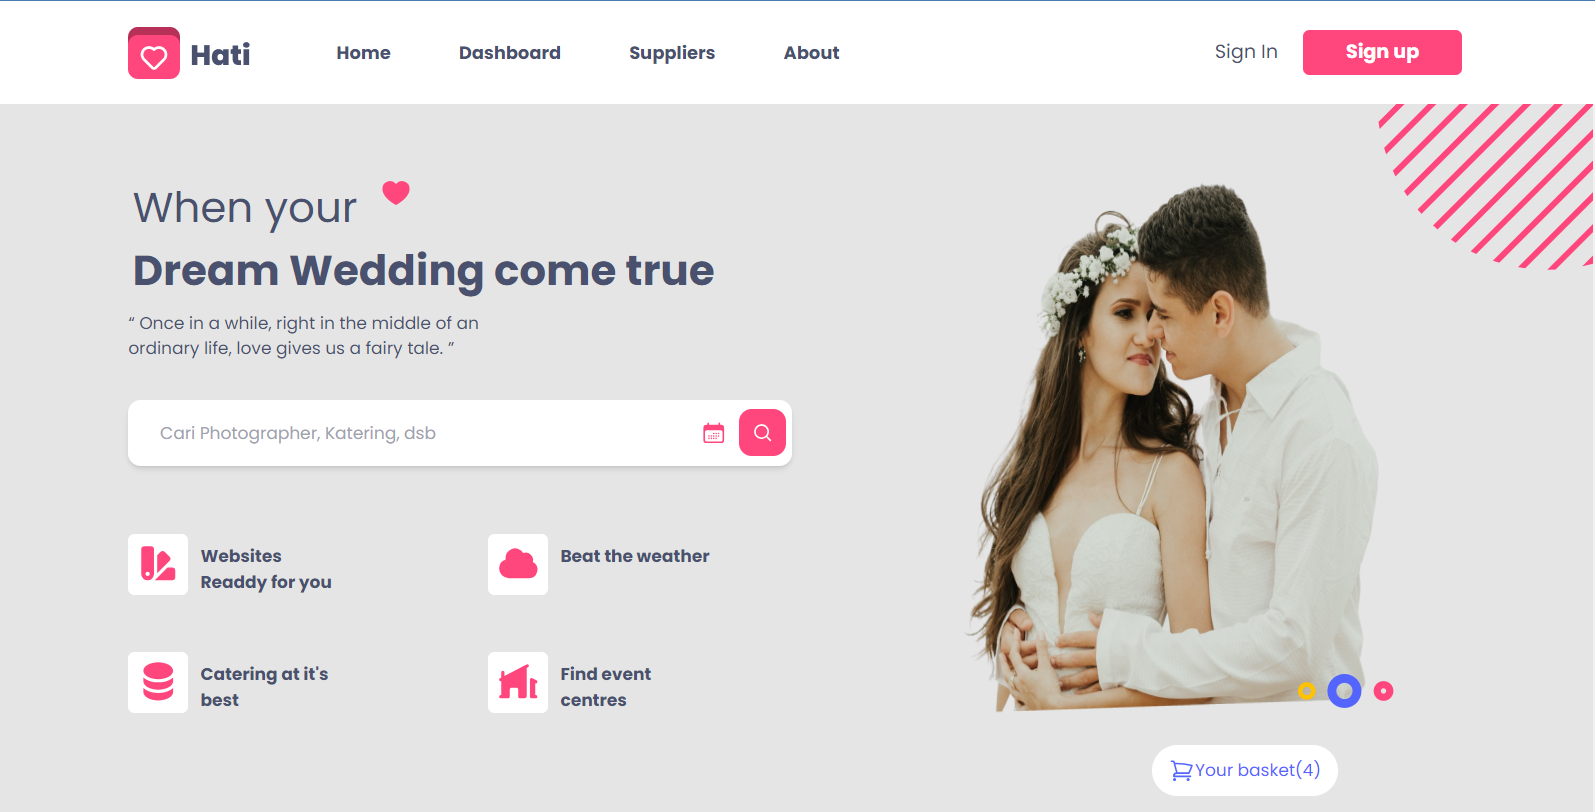 Hati
Home
Dashboard
Suppliers
About
Sign In
Sign up
When your
Dream Wedding come true
“ Once in a while, right in the middle of an
ordinary life, love gives us a fairy tale. ”
Cari Photographer, Katering, dsb
Websites
Readdy for you
Beat the weather
Catering at it's
best
Find event
centres
Your basket(4)